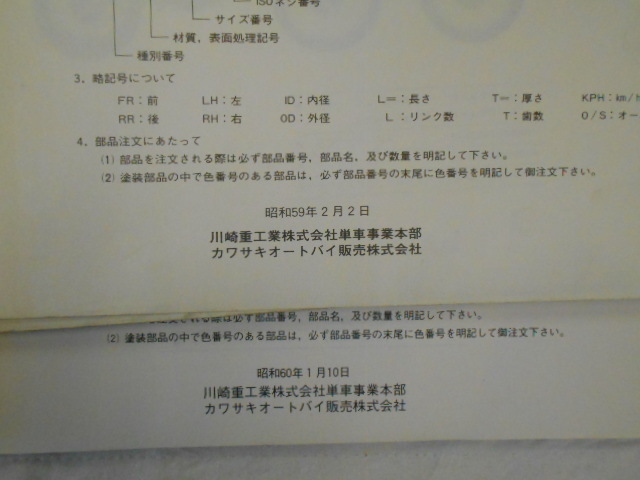 ISOネジ番号
サイズ番号
材質、表面処理記号
種別番号
3．略記号について
FR：前 LH：左 ID：内径 L＝：長さ T＝：厚さ KPH：km/h
RR：後 RH：右 OD：外径 L：リンク数 T：歯数 O/S：オー
4．部品注文にあたって
(1) 部品を注文される際は必ず部品番号，部品名，及び数量を明記して下さい。
(2) 塗装部品の中で色番号のある部品は，必ず部品番号の末尾に色番号を明記して御注文下さい。
昭和59年2月2日
川崎重工業株式会社単車事業本部
カワサキオートバイ販売株式会社
される際は必ず部品番号，部品名，及び数量を明記して下さい。
(2) 塗装部品の中で色番号のある部品は，必ず部品番号の末尾に色番号を明記して御注文下さい。
昭和60年1月10日
川崎重工業株式会社単車事業本部
カワサキオートバイ販売株式会社